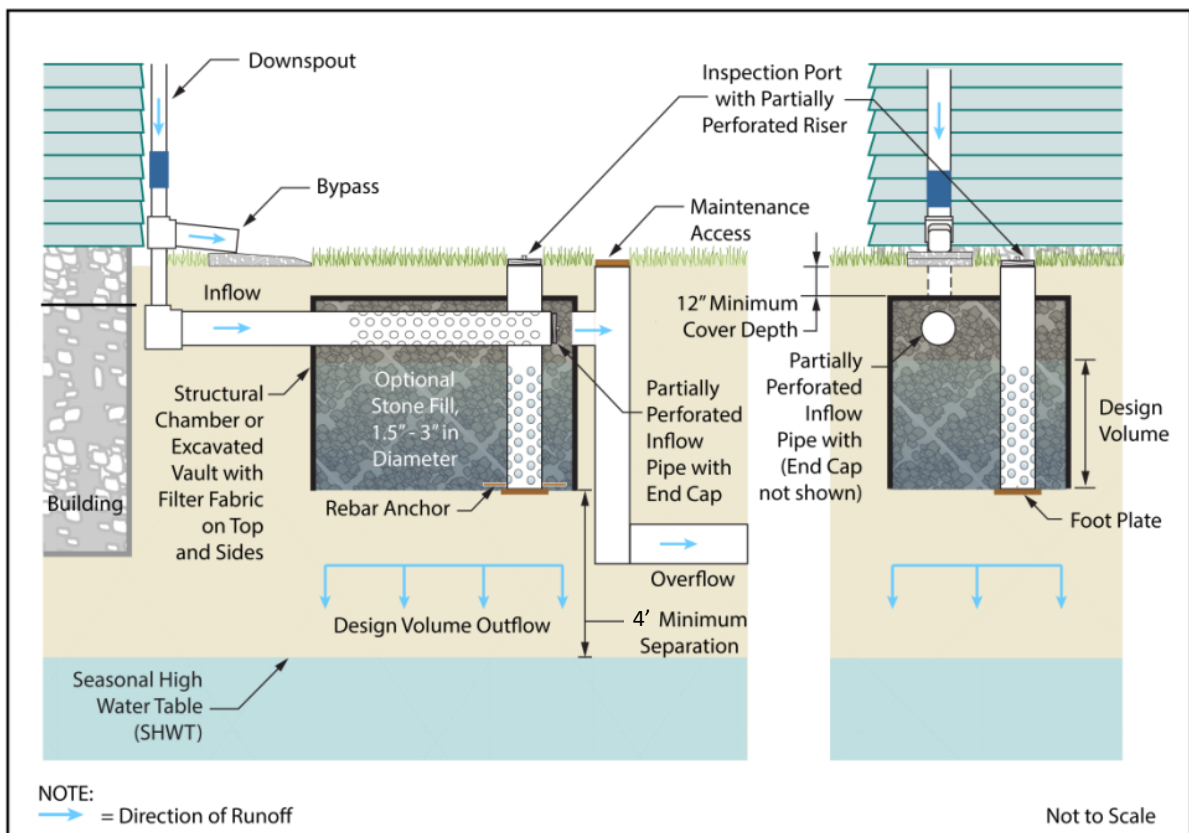 Downspout
Bypass
Inspection Port
with Partially
Perforated Riser
Maintenance
Access
Inflow
12" Minimum
Cover Depth
Structural
Chamber or
Excavated
Vault with
Filter Fabric
on Top
and Sides
Optional
Stone Fill,
1.5" - 3" in
Diameter
Partially
Perforated
Inflow
Pipe with
End Cap
Partially
Perforated
Inflow
Pipe with
(End Cap
not shown)
Design
Volume
Building
Rebar Anchor
Foot Plate
Overflow
Design Volume Outflow
4' Minimum
Separation
Seasonal High
Water Table
(SHWT)
NOTE:
= Direction of Runoff
Not to Scale